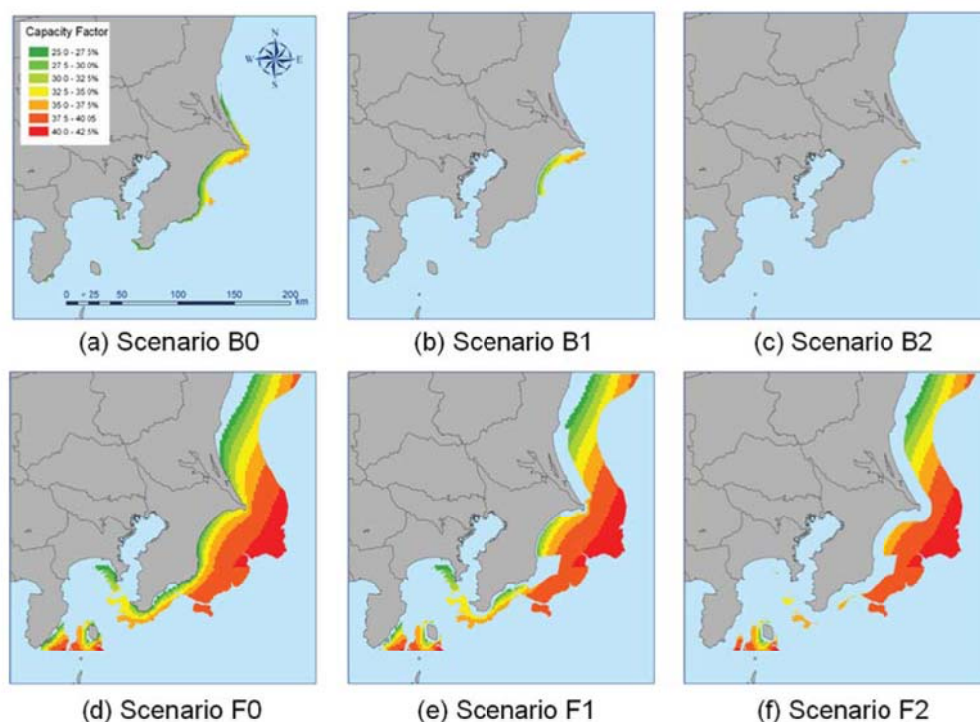 Capacity Factor
25.0 - 27.5%
27.5 - 30.0%
30.0 - 32.5%
32.5 - 35.0%
35.0 - 37.5%
37.5 - 40.05
40.0 - 42.5%
N
W E
S
0 25 50 100 150 200
km
(a) Scenario B0
(b) Scenario B1
(c) Scenario B2
(d) Scenario F0
(e) Scenario F1
(f) Scenario F2